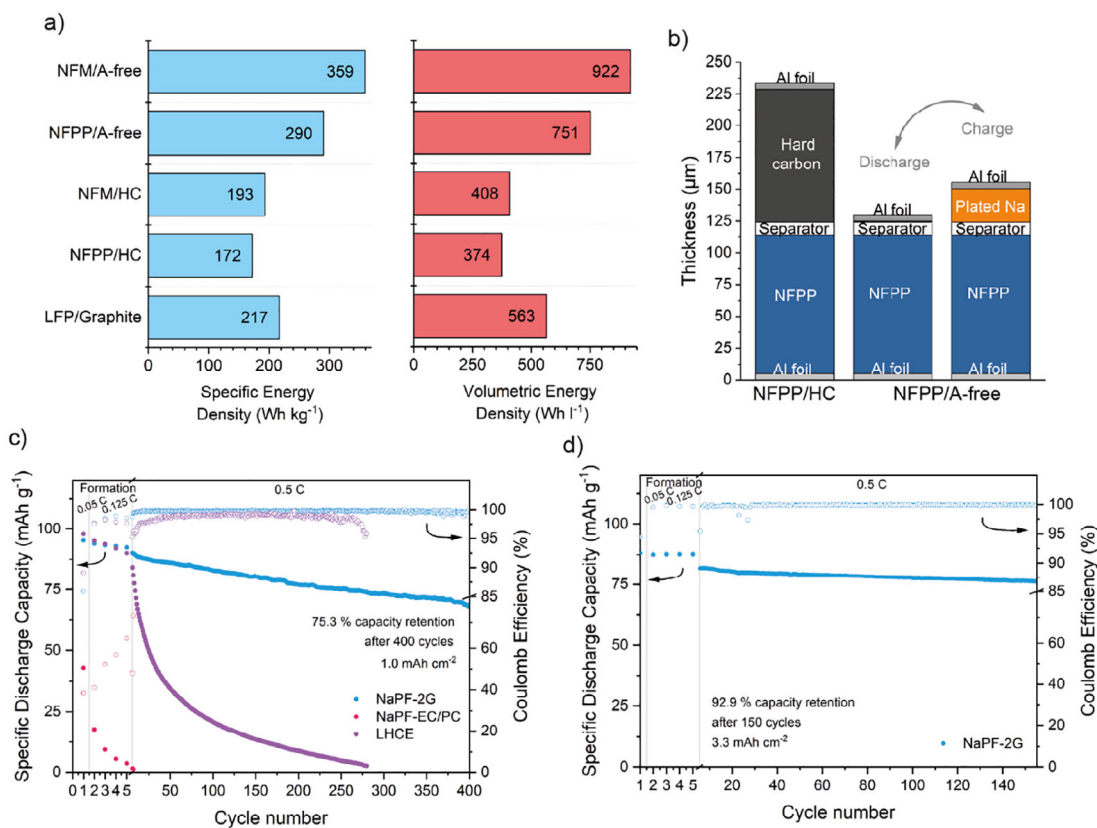 a)
NFM/A-free
NFPP/A-free
NFM/HC
NFPP/HC
LFP/Graphite
359
290
193
172
217
0 100 200 300
Specific Energy
Density (Wh kg⁻¹)
922
751
408
374
563
0 250 500 750
Volumetric Energy
Density (Wh l⁻¹)
b)
Thickness (µm)
250
225
200
175
150
125
100
75
50
25
0
Al foil
Hard
carbon
Separator
NFPP
Al foil
Al foil
Separator
NFPP
Al foil
Al foil
Plated Na
Separator
NFPP
Al foil
Discharge
Charge
NFPP/HC NFPP/A-free
c)
Specific Discharge Capacity (mAh g⁻¹)
100
75
50
25
0
Formation
0.05 C
0.125 C
0.5 C
75.3 % capacity retention
after 400 cycles
1.0 mAh cm⁻²
NaPF-2G
NaPF-EC/PC
LHCE
Coulomb Efficiency (%)
100
95
90
85
60
40
20
0
0 1 2 3 4 5 50 100 150 200 250 300 350 400
Cycle number
d)
Specific Discharge Capacity (mAh g⁻¹)
100
75
50
25
0
Formation
0.05 C
0.125 C
0.5 C
92.9 % capacity retention
after 150 cycles
3.3 mAh cm⁻²
NaPF-2G
Coulomb Efficiency (%)
100
95
90
85
60
40
20
0
1 2 3 4 5 20 40 60 80 100 120 140
Cycle number